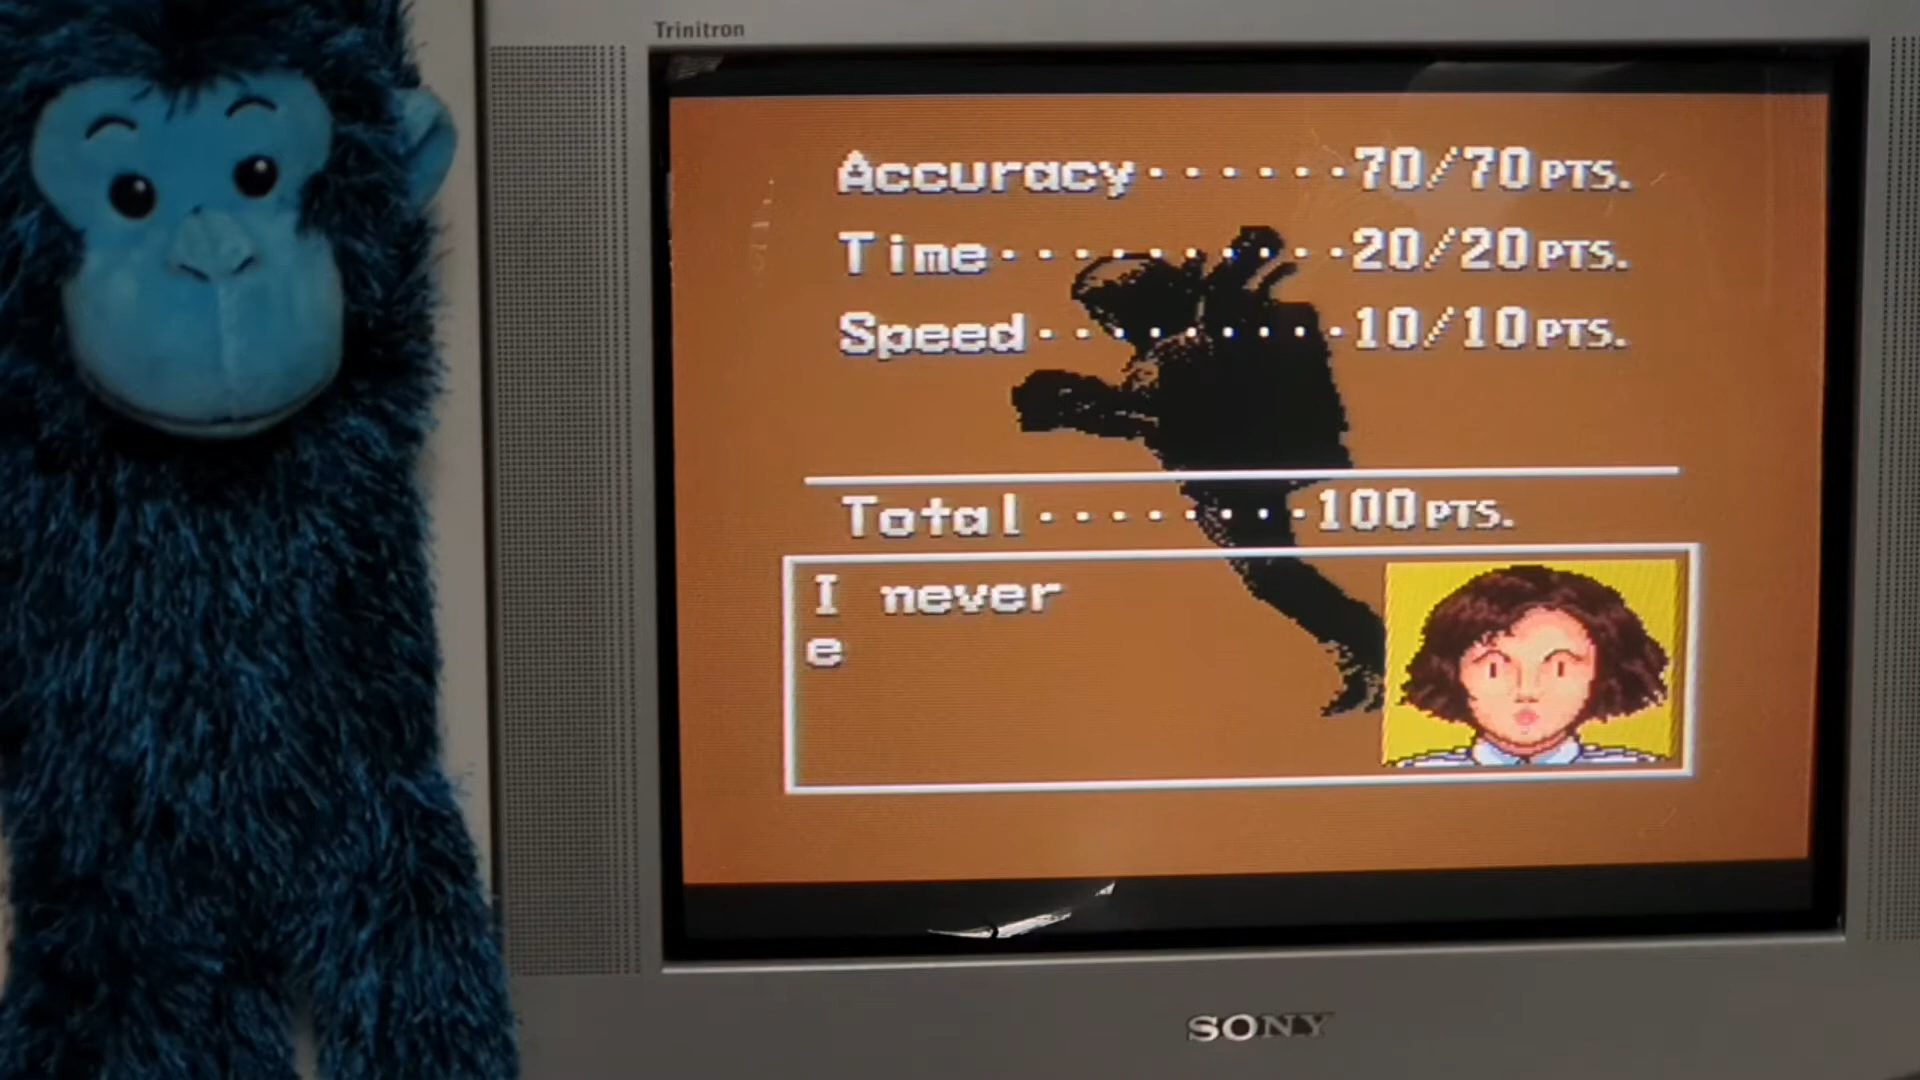 Trinitron
Accuracy······70/70PTS.
Time··········20/20PTS.
Speed·········10/10PTS.
Total········100PTS.
I never
e
SONY